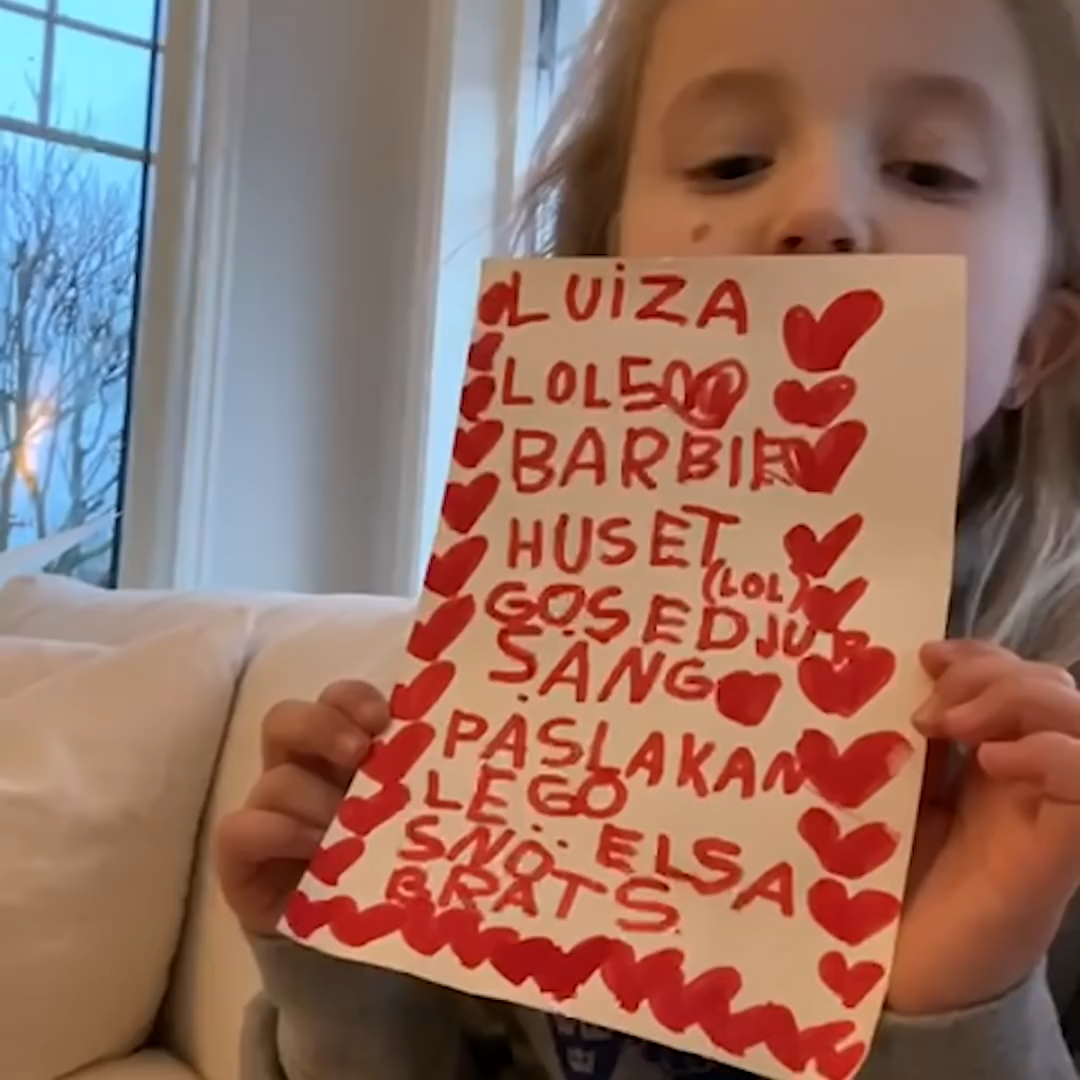 LUiZA
LOL500
BARBIE
HUSET
(LOL)
GOSEDJUR
SÄNG
PÅSLAKAN
LEGO
SNÖ. ELSA
BRATS